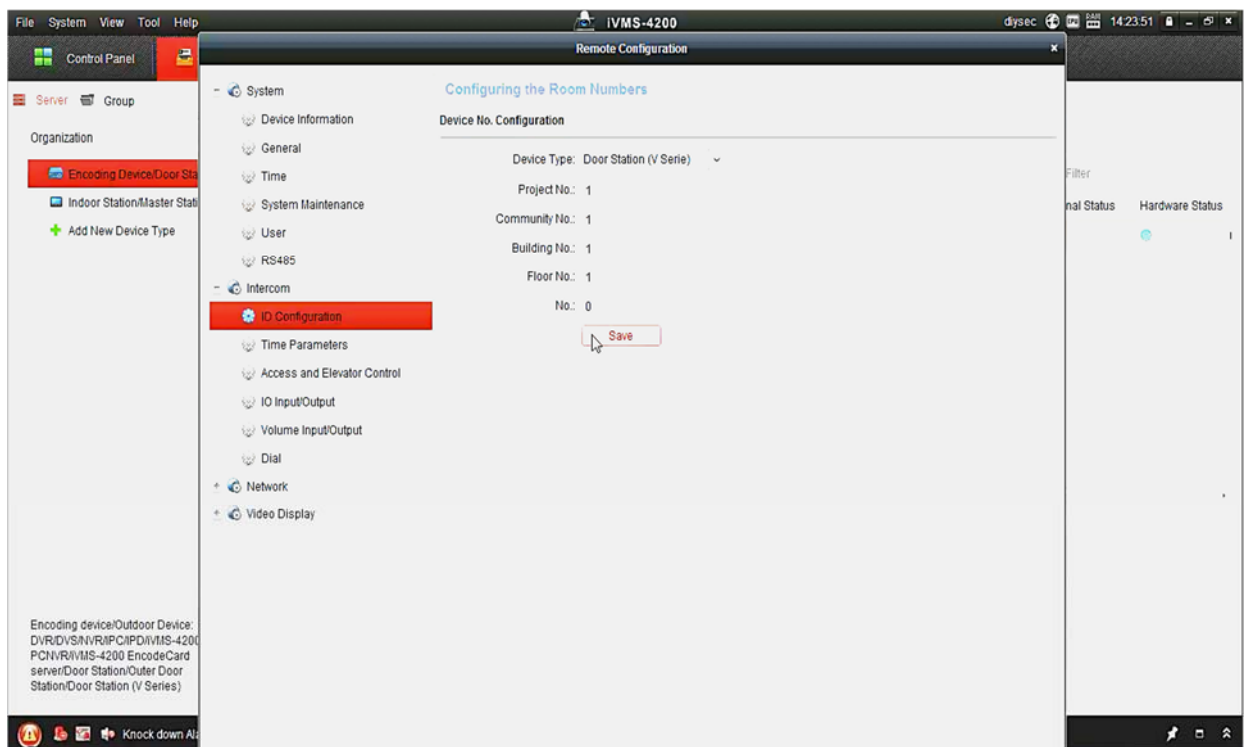 File System View Tool Help
iVMS-4200
diysec
14:23:51
Control Panel
Remote Configuration
Server Group
Organization
Encoding Device/Door Sta
Indoor Station/Master Stati
Add New Device Type
System
Device Information
General
Time
System Maintenance
User
RS485
Intercom
ID Configuration
Time Parameters
Access and Elevator Control
IO Input/Output
Volume Input/Output
Dial
Network
Video Display
Configuring the Room Numbers
Device No. Configuration
Device Type: Door Station (V Serie)
Project No.: 1
Community No.: 1
Building No.: 1
Floor No.: 1
No.: 0
Save
Filter
nal Status Hardware Status
Encoding device/Outdoor Device:
DVR/DVS/NVR/IPC/IPD/iVMS-4200
PCNVR/iVMS-4200 EncodeCard
server/Door Station/Outer Door
Station/Door Station (V Series)
Knock down Al